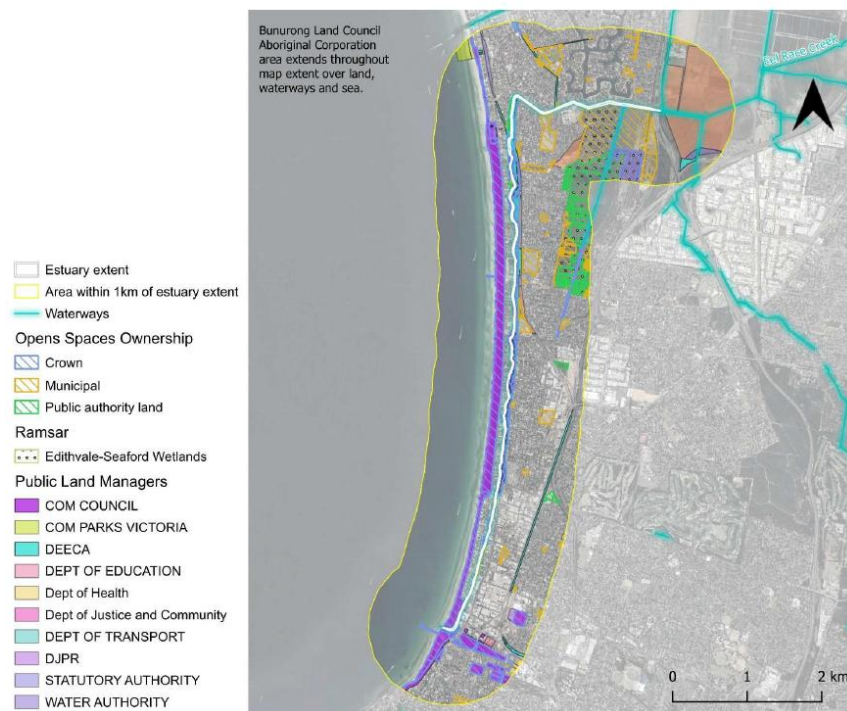 Bunurong Land Council
Aboriginal Corporation
area extends throughout
map extent over land,
waterways and sea.
Eel Race Creek
Estuary extent
Area within 1km of estuary extent
Waterways
Opens Spaces Ownership
Crown
Municipal
Public authority land
Ramsar
Edithvale-Seaford Wetlands
Public Land Managers
COM COUNCIL
COM PARKS VICTORIA
DEECA
DEPT OF EDUCATION
Dept of Health
Dept of Justice and Community
DEPT OF TRANSPORT
DJPR
STATUTORY AUTHORITY
WATER AUTHORITY
0 1 2 km